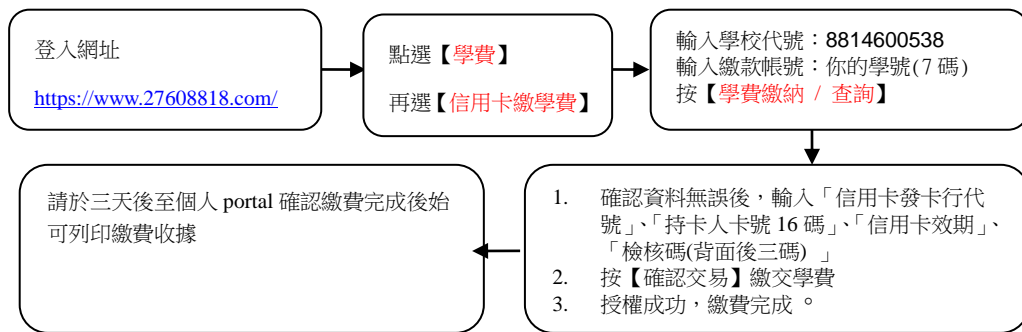 登入網址
https://www.27608818.com/
點選【學費】
再選【信用卡繳學費】
輸入學校代號：8814600538
輸入繳款帳號：你的學號(7 碼)
按【學費繳納 / 查詢】
1. 確認資料無誤後，輸入「信用卡發卡行代
號」、「持卡人卡號 16 碼」、「信用卡效期」、
「檢核碼(背面後三碼) 」
2. 按【確認交易】繳交學費
3. 授權成功，繳費完成 。
請於三天後至個人 portal 確認繳費完成後始
可列印繳費收據